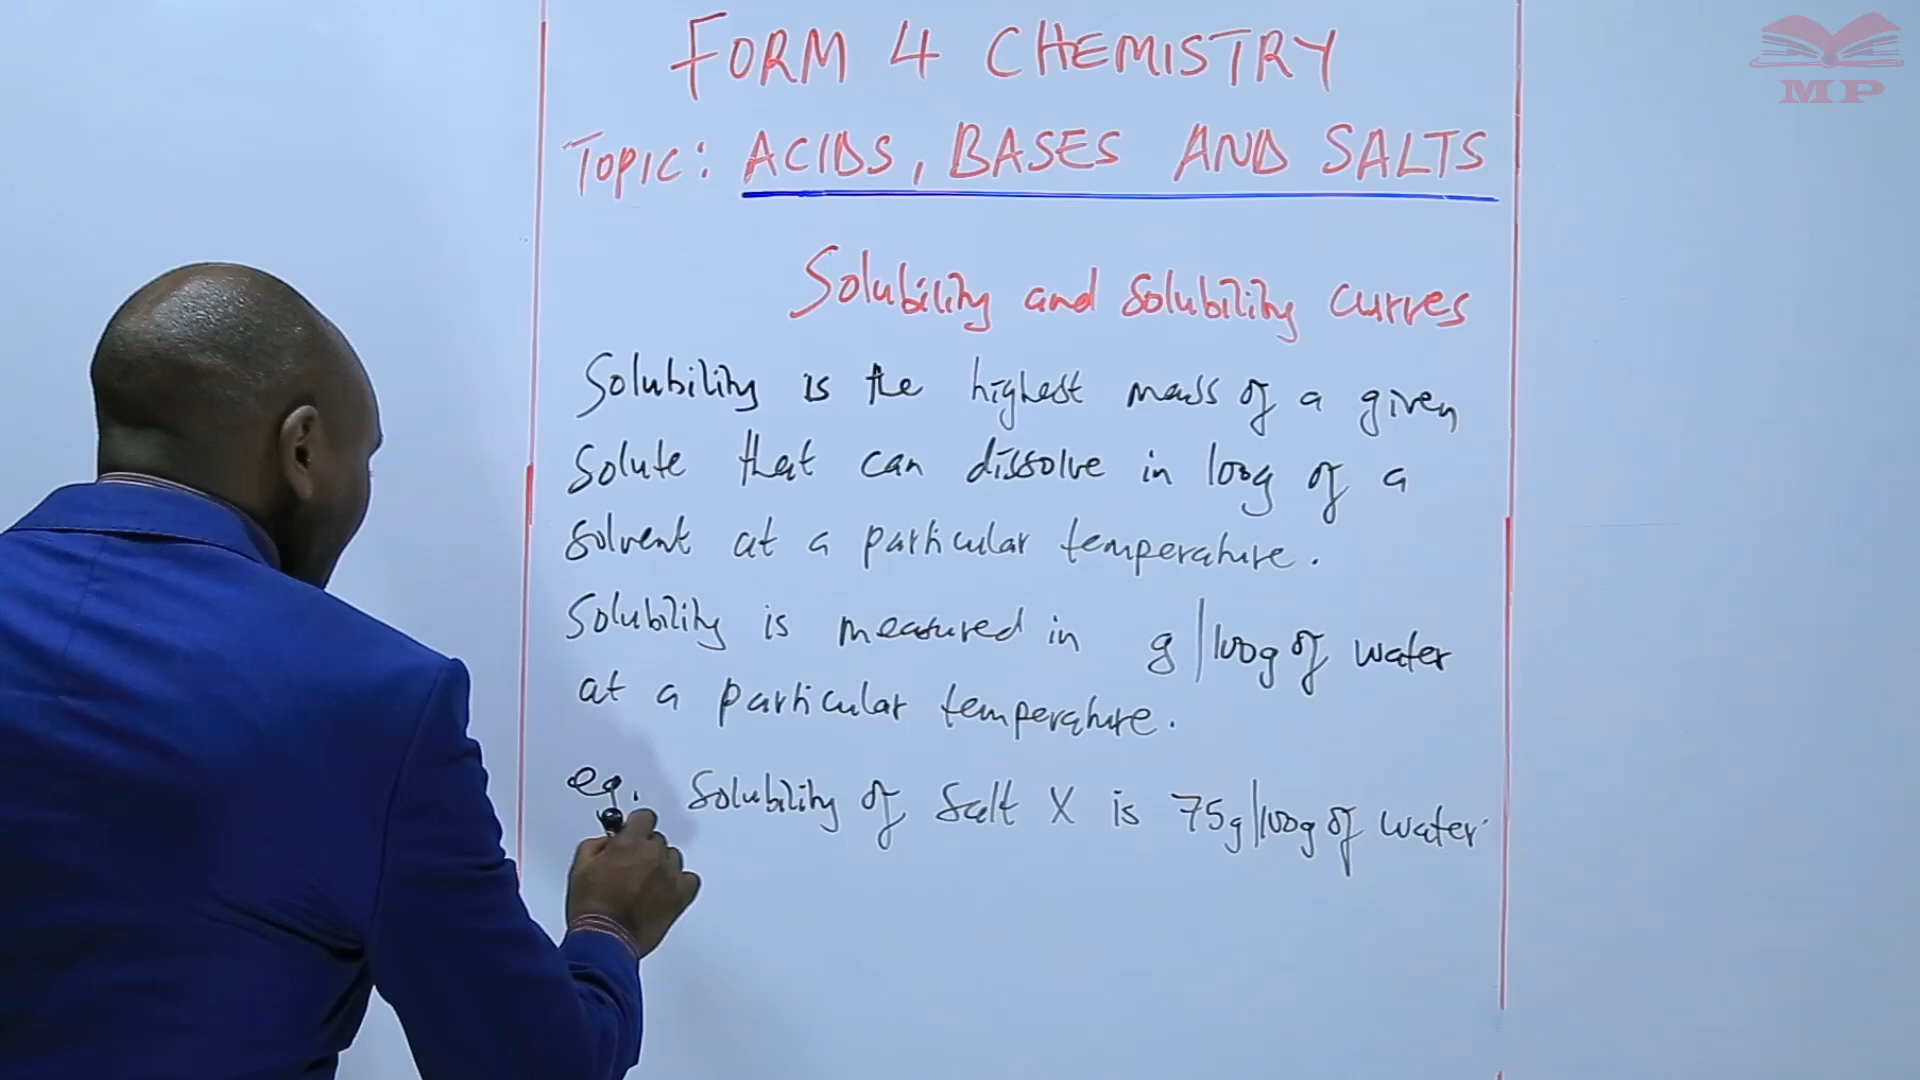 FORM 4 CHEMISTRY
TOPIC: ACIDS, BASES AND SALTS
Solubility and solubility curves
Solubility is the highest mass of a given
solute that can dissolve in 100g of a
solvent at a particular temperature.
Solubility is measured in g|100g of water
at a particular temperature.
eg. Solubility of Salt X is 75g|100g of water.
MP